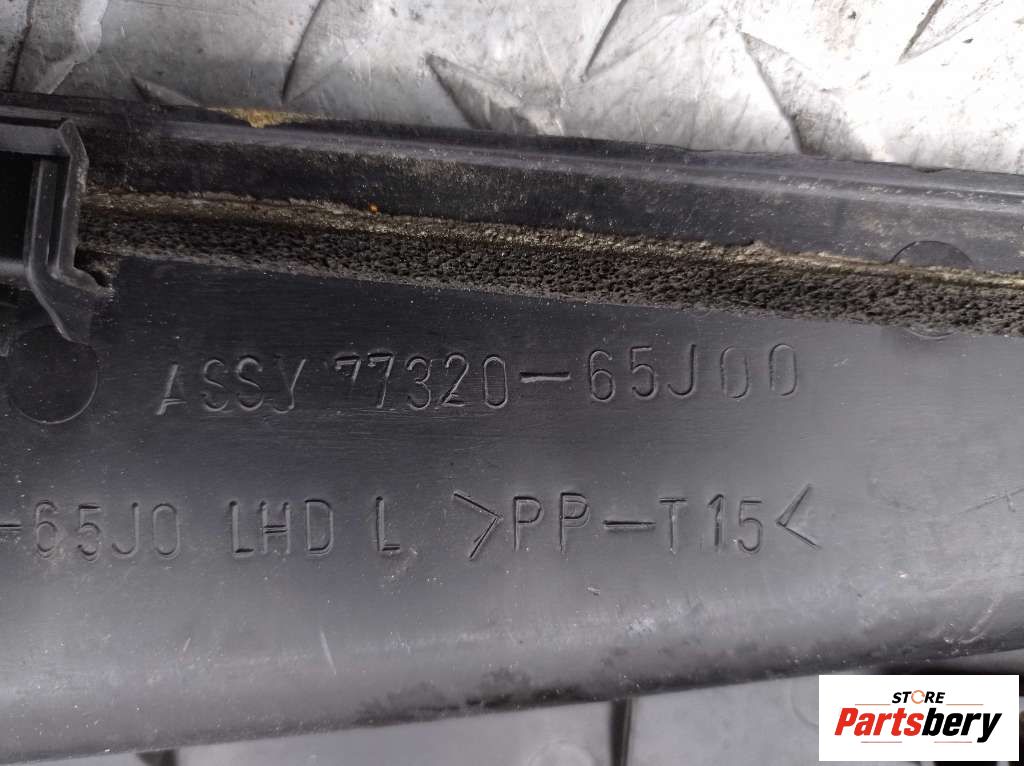 ASSY 77320-65J00
-65J0 LHD L >PP-T15<
STORE
Partsbery